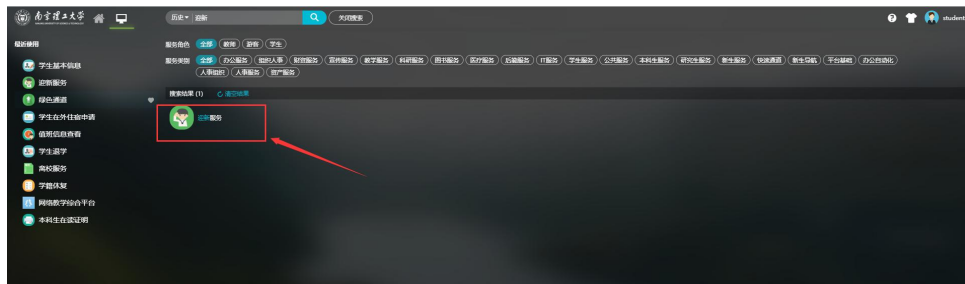 南京理工大学
历史 迎新 关闭搜索 student
最近使用
学生基本信息
迎新服务
绿色通道
学生在外住宿申请
值班信息查看
学生退学
离校服务
学籍休复
网络教学综合平台
本科生在读证明
服务角色 全部 教师 游客 学生
服务类别 全部 办公服务 组织人事 财资服务 宣传服务 教学服务 科研服务 图书服务 医疗服务 后勤服务 IT服务 学生服务 公共服务 本科生服务 研究生服务 新生服务 快速通道 新生导航 平台基础 办公自动化
人事组织 人事服务 资产服务
搜索结果 (1) 清空结果
迎新服务